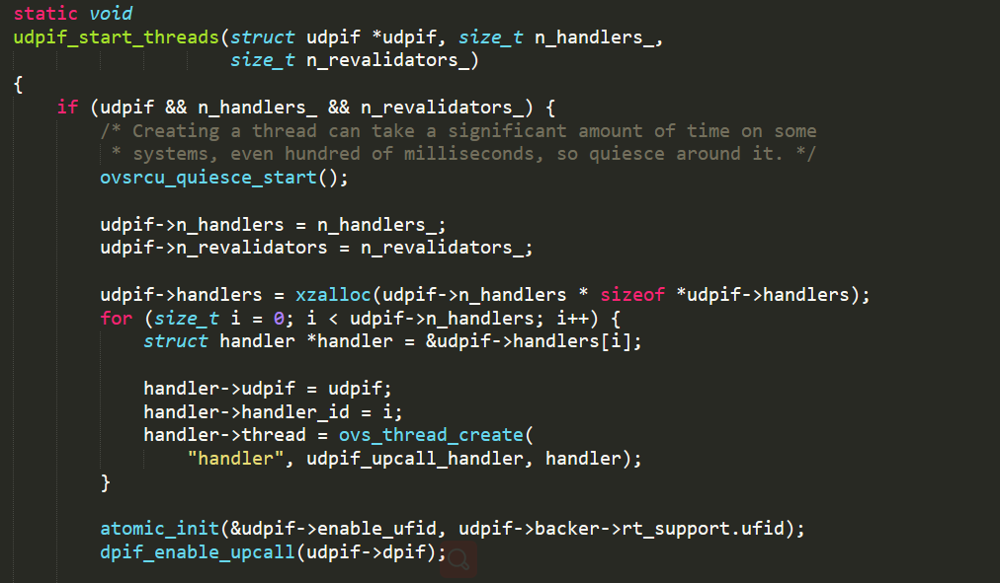 static void
udpif_start_threads(struct udpif *udpif, size_t n_handlers_,
                    size_t n_revalidators_)
{
    if (udpif && n_handlers_ && n_revalidators_) {
        /* Creating a thread can take a significant amount of time on some
         * systems, even hundred of milliseconds, so quiesce around it. */
        ovsrcu_quiesce_start();

        udpif->n_handlers = n_handlers_;
        udpif->n_revalidators = n_revalidators_;

        udpif->handlers = xzalloc(udpif->n_handlers * sizeof *udpif->handlers);
        for (size_t i = 0; i < udpif->n_handlers; i++) {
            struct handler *handler = &udpif->handlers[i];

            handler->udpif = udpif;
            handler->handler_id = i;
            handler->thread = ovs_thread_create(
                "handler", udpif_upcall_handler, handler);
        }

        atomic_init(&udpif->enable_ufid, udpif->backer->rt_support.ufid);
        dpif_enable_upcall(udpif->dpif);